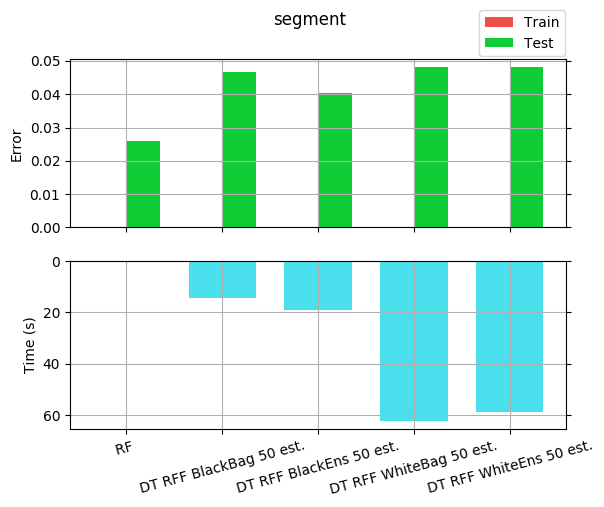 segment
Train
Test
0.05
0.04
0.03
0.02
0.01
0.00
Error
0
20
40
60
Time (s)
RF
DT RFF BlackBag 50 est.
DT RFF BlackEns 50 est.
DT RFF WhiteBag 50 est.
DT RFF WhiteEns 50 est.